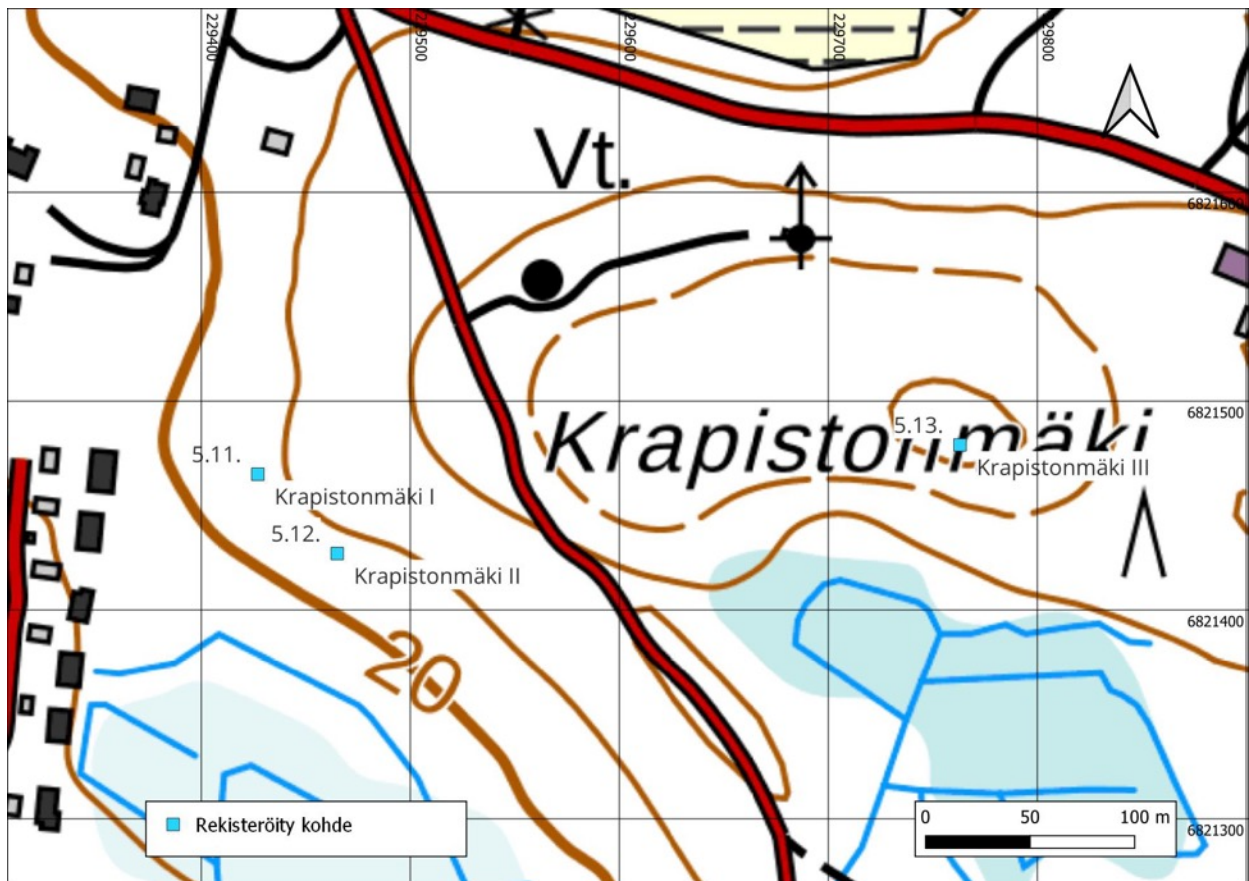 229400
229500
229600
229700
229800
Vt.
6821600
Krapistonmäki
6821500
5.13.
Krapistonmäki III
5.11.
Krapistonmäki I
5.12.
Krapistonmäki II
6821400
20
Rekisteröity kohde
0 50 100 m
6821300